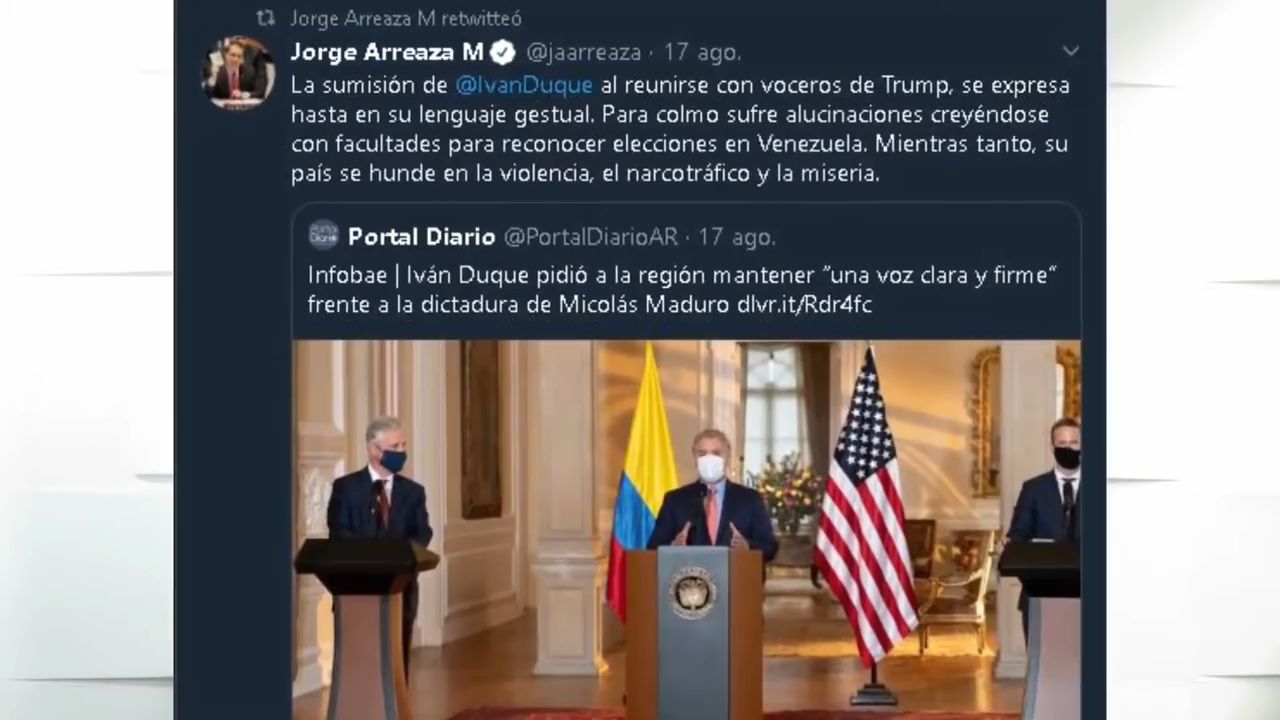 Jorge Arreaza M retwitteó
Jorge Arreaza M @jaarreaza · 17 ago.
La sumisión de @IvanDuque al reunirse con voceros de Trump, se expresa
hasta en su lenguaje gestual. Para colmo sufre alucinaciones creyéndose
con facultades para reconocer elecciones en Venezuela. Mientras tanto, su
país se hunde en la violencia, el narcotráfico y la miseria.
Portal Diario @PortalDiarioAR · 17 ago.
Infobae | Iván Duque pidió a la región mantener “una voz clara y firme“
frente a la dictadura de Micolás Maduro dlvr.it/Rdr4fc